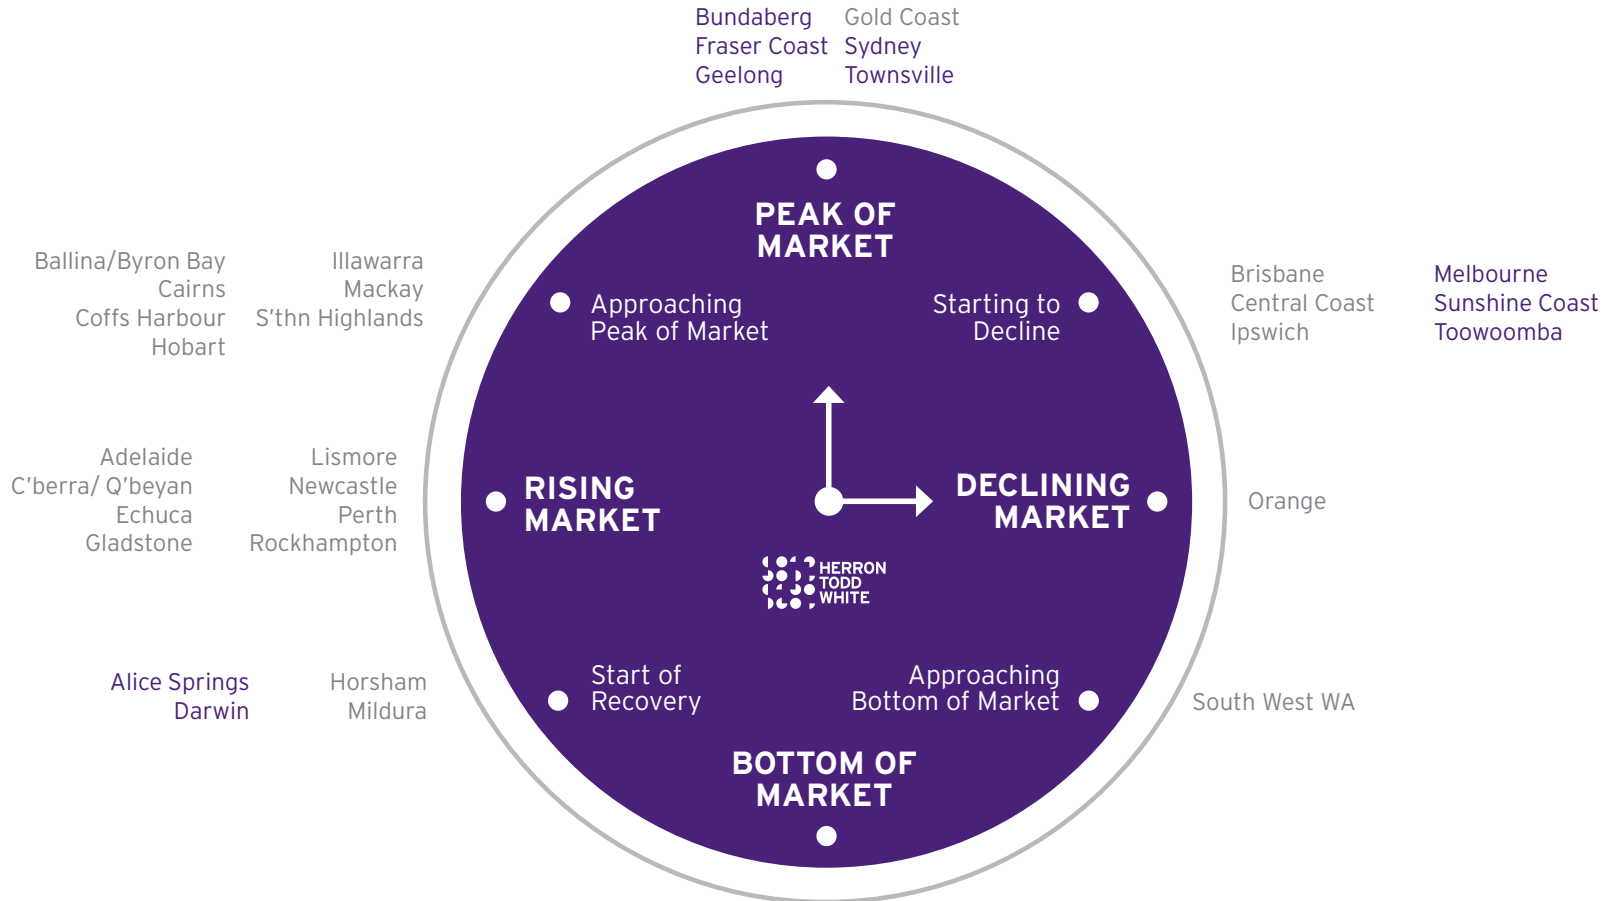 Bundaberg Gold Coast
Fraser Coast Sydney
Geelong Townsville
PEAK OF
MARKET
Ballina/Byron Bay Illawarra
Cairns Mackay
Coffs Harbour S'thn Highlands
Hobart
Approaching
Peak of Market
Starting to
Decline
Brisbane Melbourne
Central Coast Sunshine Coast
Ipswich Toowoomba
Adelaide Lismore
C'berra/ Q'beyan Newcastle
Echuca Perth
Gladstone Rockhampton
RISING
MARKET
DECLINING
MARKET
Orange
HERRON
TODD
WHITE
Alice Springs Horsham
Darwin Mildura
Start of
Recovery
Approaching
Bottom of Market
South West WA
BOTTOM OF
MARKET